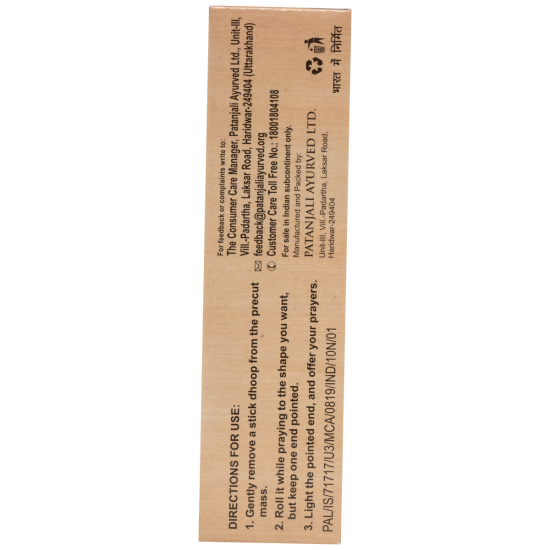 DIRECTIONS FOR USE:
1. Gently remove a stick dhoop from the precut
mass.
2. Roll it while praying to the shape you want,
but keep one end pointed.
3. Light the pointed end, and offer your prayers.
PAL/IS/71717/U3/MCA/0819/IND/10N/01
For feedback or complaints write to:
The Consumer Care Manager, Patanjali Ayurved Ltd., Unit-III,
Vill.-Padartha, Laksar Road, Haridwar-249404 (Uttarakhand)
feedback@patanjaliayurved.org
Customer Care Toll Free No.: 18001804108
For sale in Indian subcontinent only.
Manufactured and Packed by:
PATANJALI AYURVED LTD.
Unit-III, Vill.-Padartha, Laksar Road,
Haridwar-249404
भारत में निर्मित